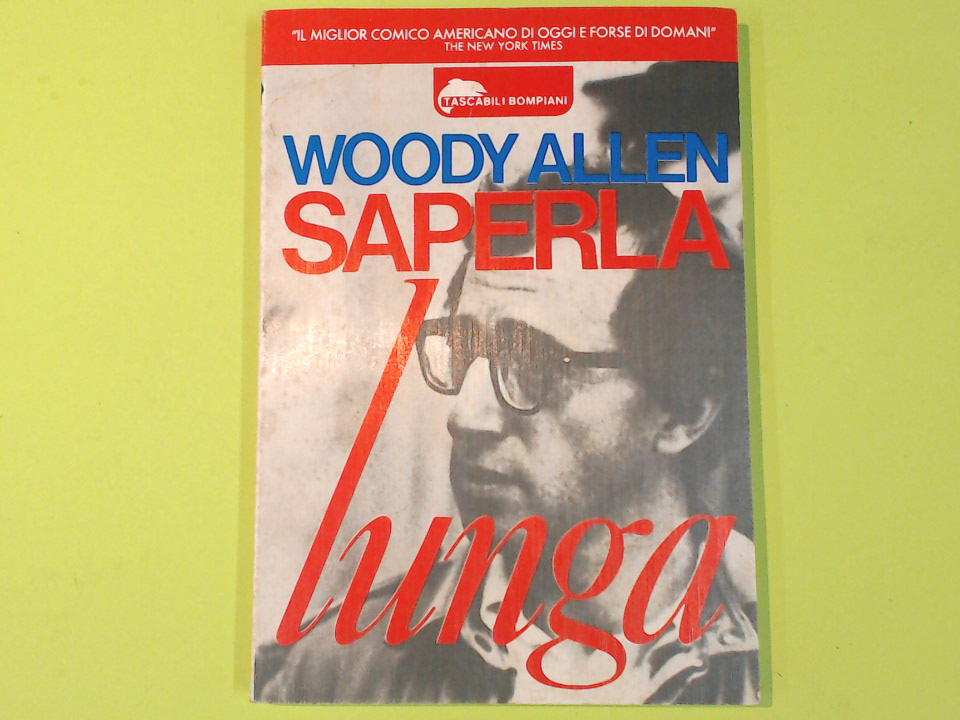 "IL MIGLIOR COMICO AMERICANO DI OGGI E FORSE DI DOMANI"
THE NEW YORK TIMES
TASCABILI BOMPIANI
WOODY ALLEN
SAPERLA
lunga